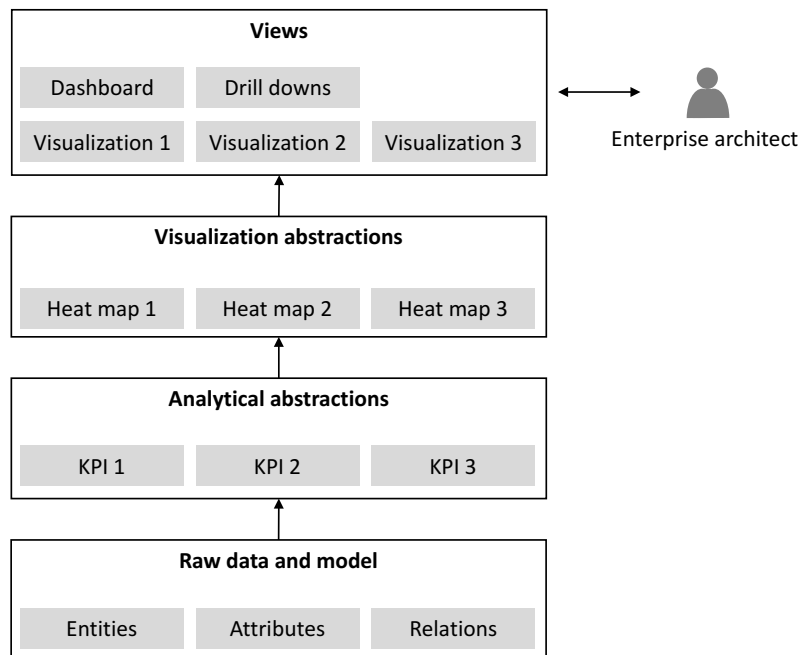 Views
Dashboard Drill downs
Visualization 1 Visualization 2 Visualization 3
Enterprise architect
Visualization abstractions
Heat map 1 Heat map 2 Heat map 3
Analytical abstractions
KPI 1 KPI 2 KPI 3
Raw data and model
Entities Attributes Relations